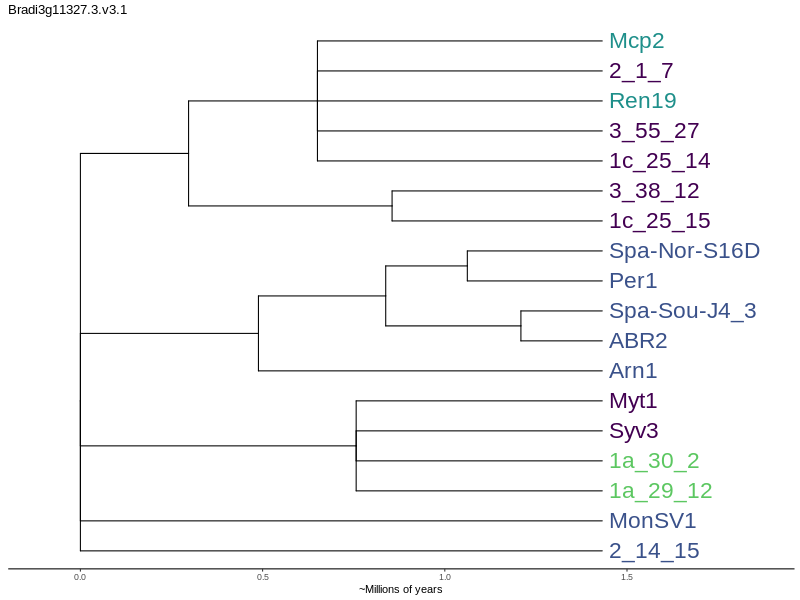 Bradi3g11327.3.v3.1
Mcp2
2_1_7
Ren19
3_55_27
1c_25_14
3_38_12
1c_25_15
Spa-Nor-S16D
Per1
Spa-Sou-J4_3
ABR2
Arn1
Myt1
Syv3
1a_30_2
1a_29_12
MonSV1
2_14_15
0.0 0.5 1.0 1.5
~Millions of years